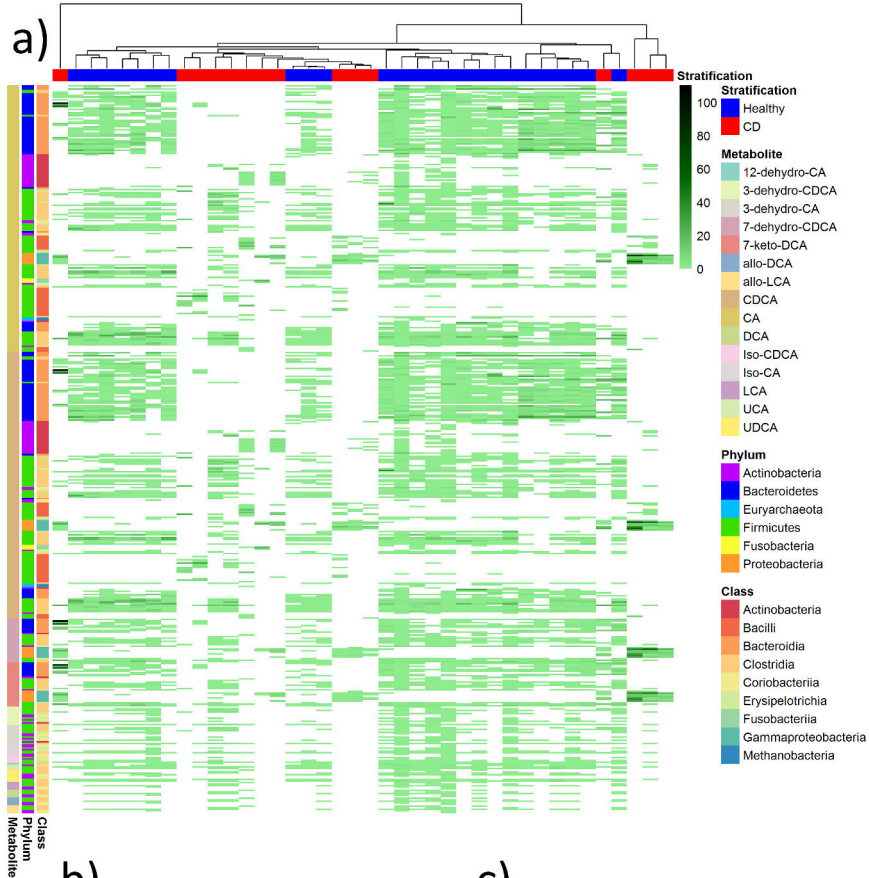 a)
Stratification
100
80
60
40
20
0
Stratification
Healthy
CD
Metabolite
12-dehydro-CA
3-dehydro-CDCA
3-dehydro-CA
7-dehydro-CDCA
7-keto-DCA
allo-DCA
allo-LCA
CDCA
CA
DCA
Iso-CDCA
Iso-CA
LCA
UCA
UDCA
Phylum
Actinobacteria
Bacteroidetes
Euryarchaeota
Firmicutes
Fusobacteria
Proteobacteria
Class
Actinobacteria
Bacilli
Bacteroidia
Clostridia
Coriobacteriia
Erysipelotrichia
Fusobacteriia
Gammaproteobacteria
Methanobacteria
Metabolite
Phylum
Class
b)
c)